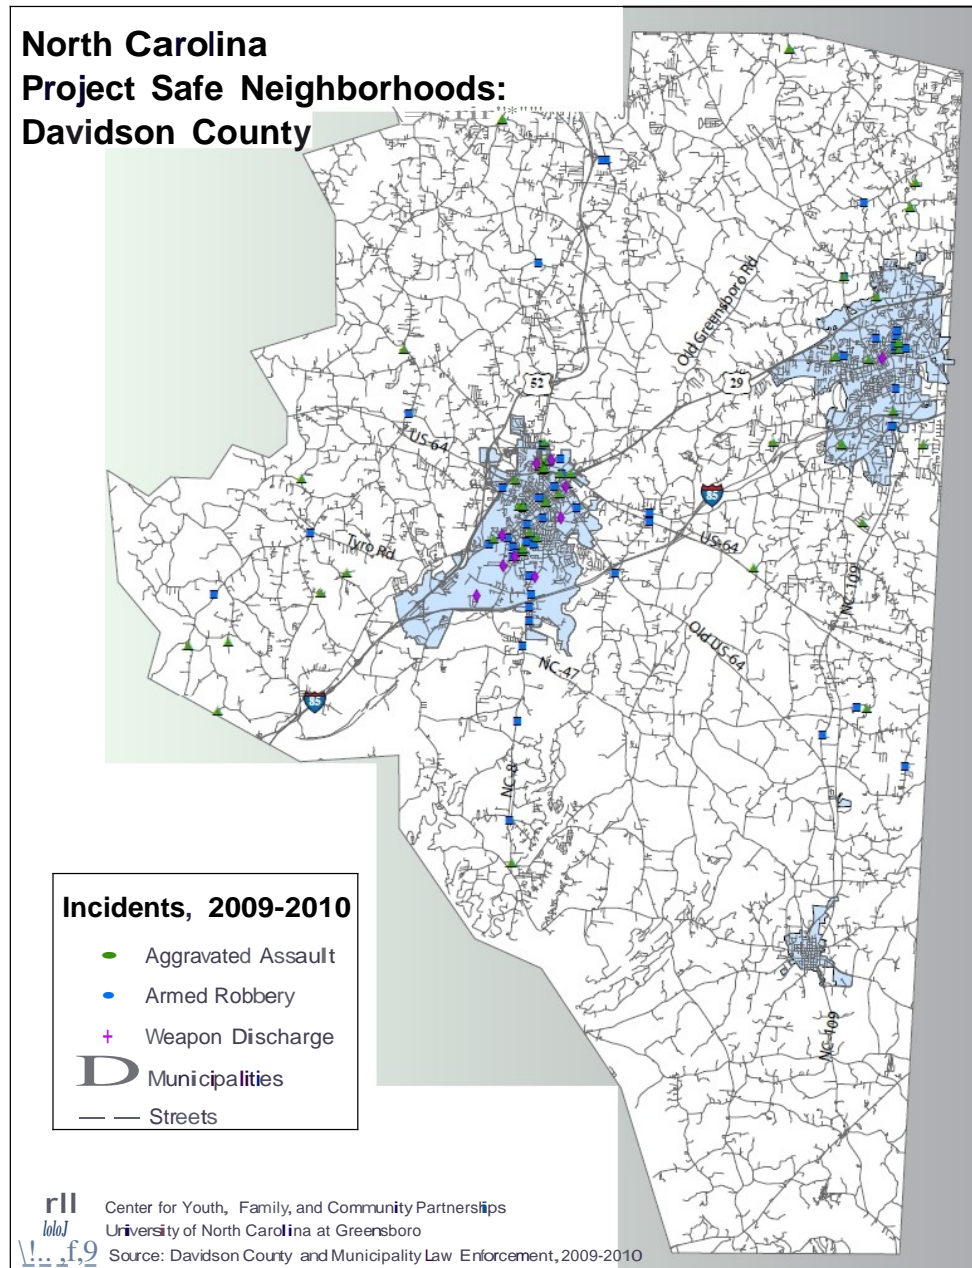 North Carolina
Project Safe Neighborhoods:
Davidson County
Old Greensboro Rd
52
29
US-64
85
Tyro Rd
US-64
NC-109
Old US-64
NC-47
85
NC-8
Incidents, 2009-2010
Aggravated Assault
Armed Robbery
Weapon Discharge
D Municipalities
Streets
NC-109
rll
Center for Youth, Family, and Community Partnerships
loloJ
University of North Carolina at Greensboro
\!.. ,f,9
Source: Davidson County and Municipality Law Enforcement, 2009-2010